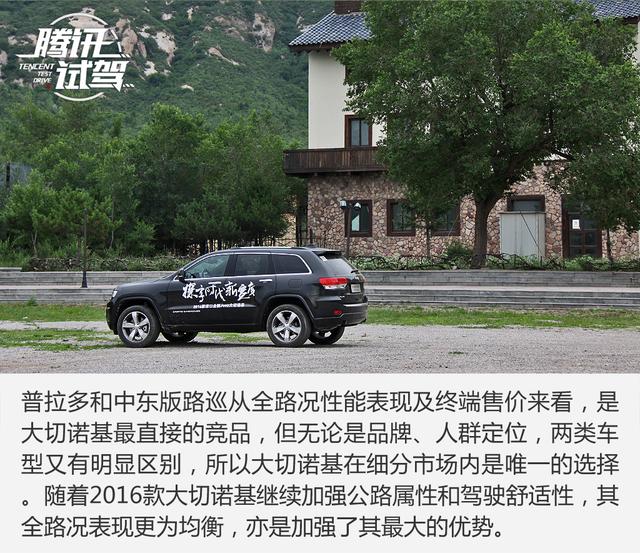 腾讯
试驾
TENCENT
TEST
DRIVE
普拉多和中东版路巡从全路况性能表现及终端售价来看，是
大切诺基最直接的竞品，但无论是品牌、人群定位，两类车
型又有明显区别，所以大切诺基在细分市场内是唯一的选择
。随着2016款大切诺基继续加强公路属性和驾驶舒适性，其
全路况表现更为均衡，亦是加强了其最大的优势。